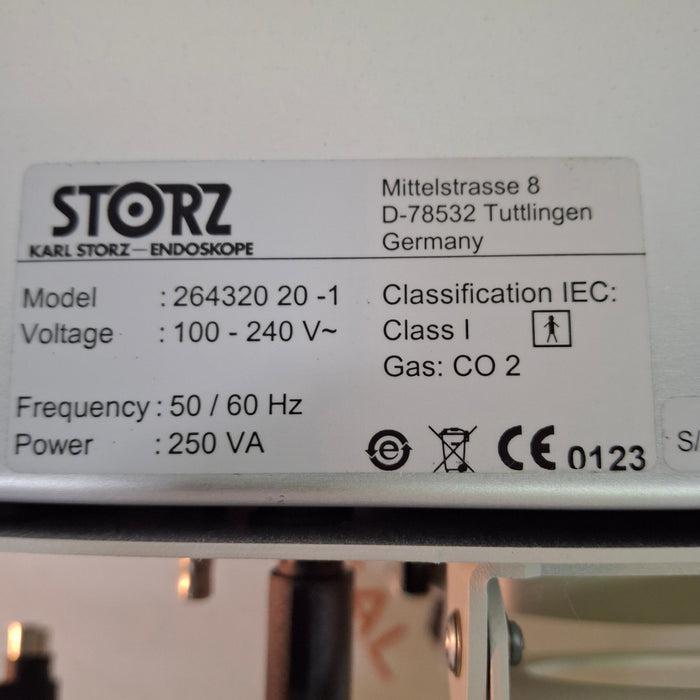 STORZ
KARL STORZ — ENDOSKOPE
Mittelstrasse 8
D-78532 Tuttlingen
Germany
Model : 264320 20 -1
Voltage : 100 - 240 V~
Frequency : 50 / 60 Hz
Power : 250 VA
Classification IEC:
Class I
Gas: CO 2
e
CE 0123
S/
AL